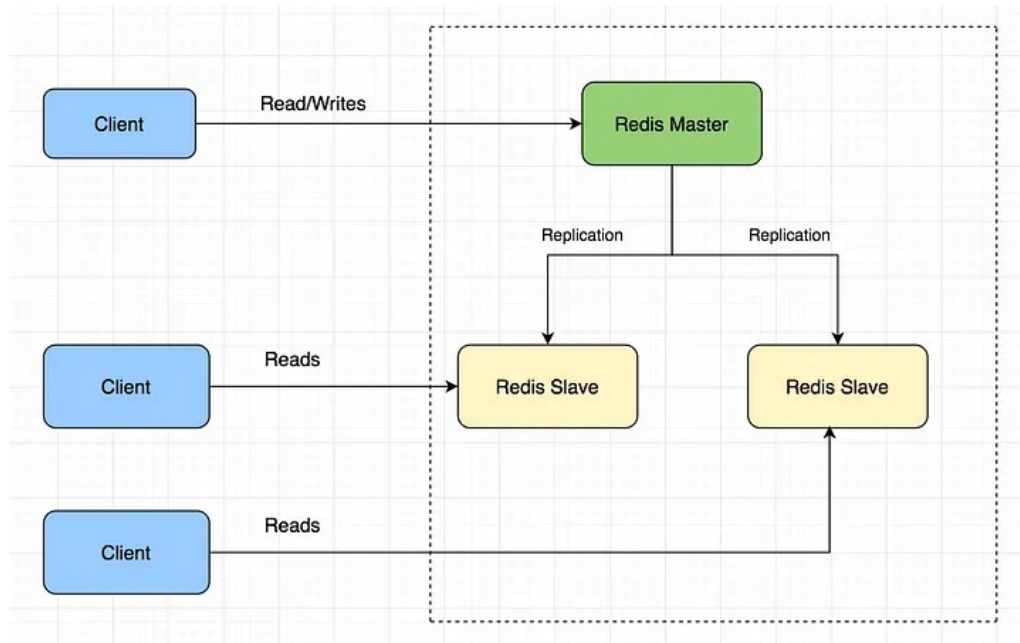 Read/Writes
Client
Redis Master
Replication
Replication
Reads
Client
Redis Slave
Redis Slave
Reads
Client